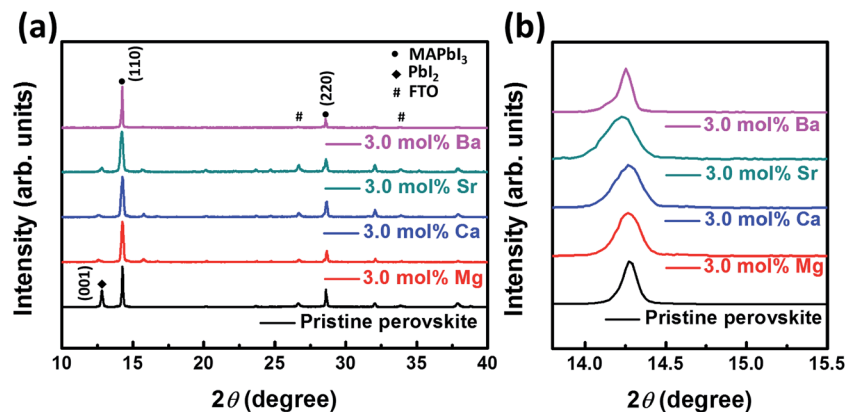 (a)
Intensity (arb. units)
(110)
(220)
(001)
● MAPbI₃
◆ PbI₂
# FTO
#
#
3.0 mol% Ba
3.0 mol% Sr
3.0 mol% Ca
3.0 mol% Mg
Pristine perovskite
10 15 20 25 30 35 40
2θ (degree)
(b)
Intensity (arb. units)
3.0 mol% Ba
3.0 mol% Sr
3.0 mol% Ca
3.0 mol% Mg
Pristine perovskite
14.0 14.5 15.0 15.5
2θ (degree)